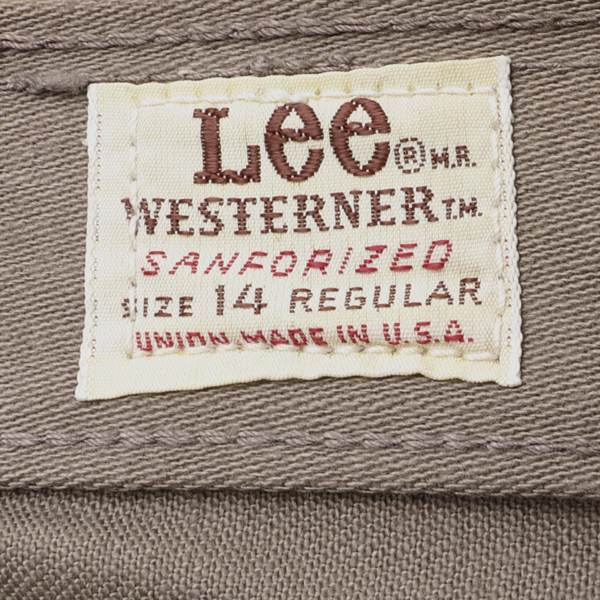 Lee ® M.R.
WESTERNER T.M.
SANFORIZED
SIZE 14 REGULAR
UNION MADE IN U.S.A.